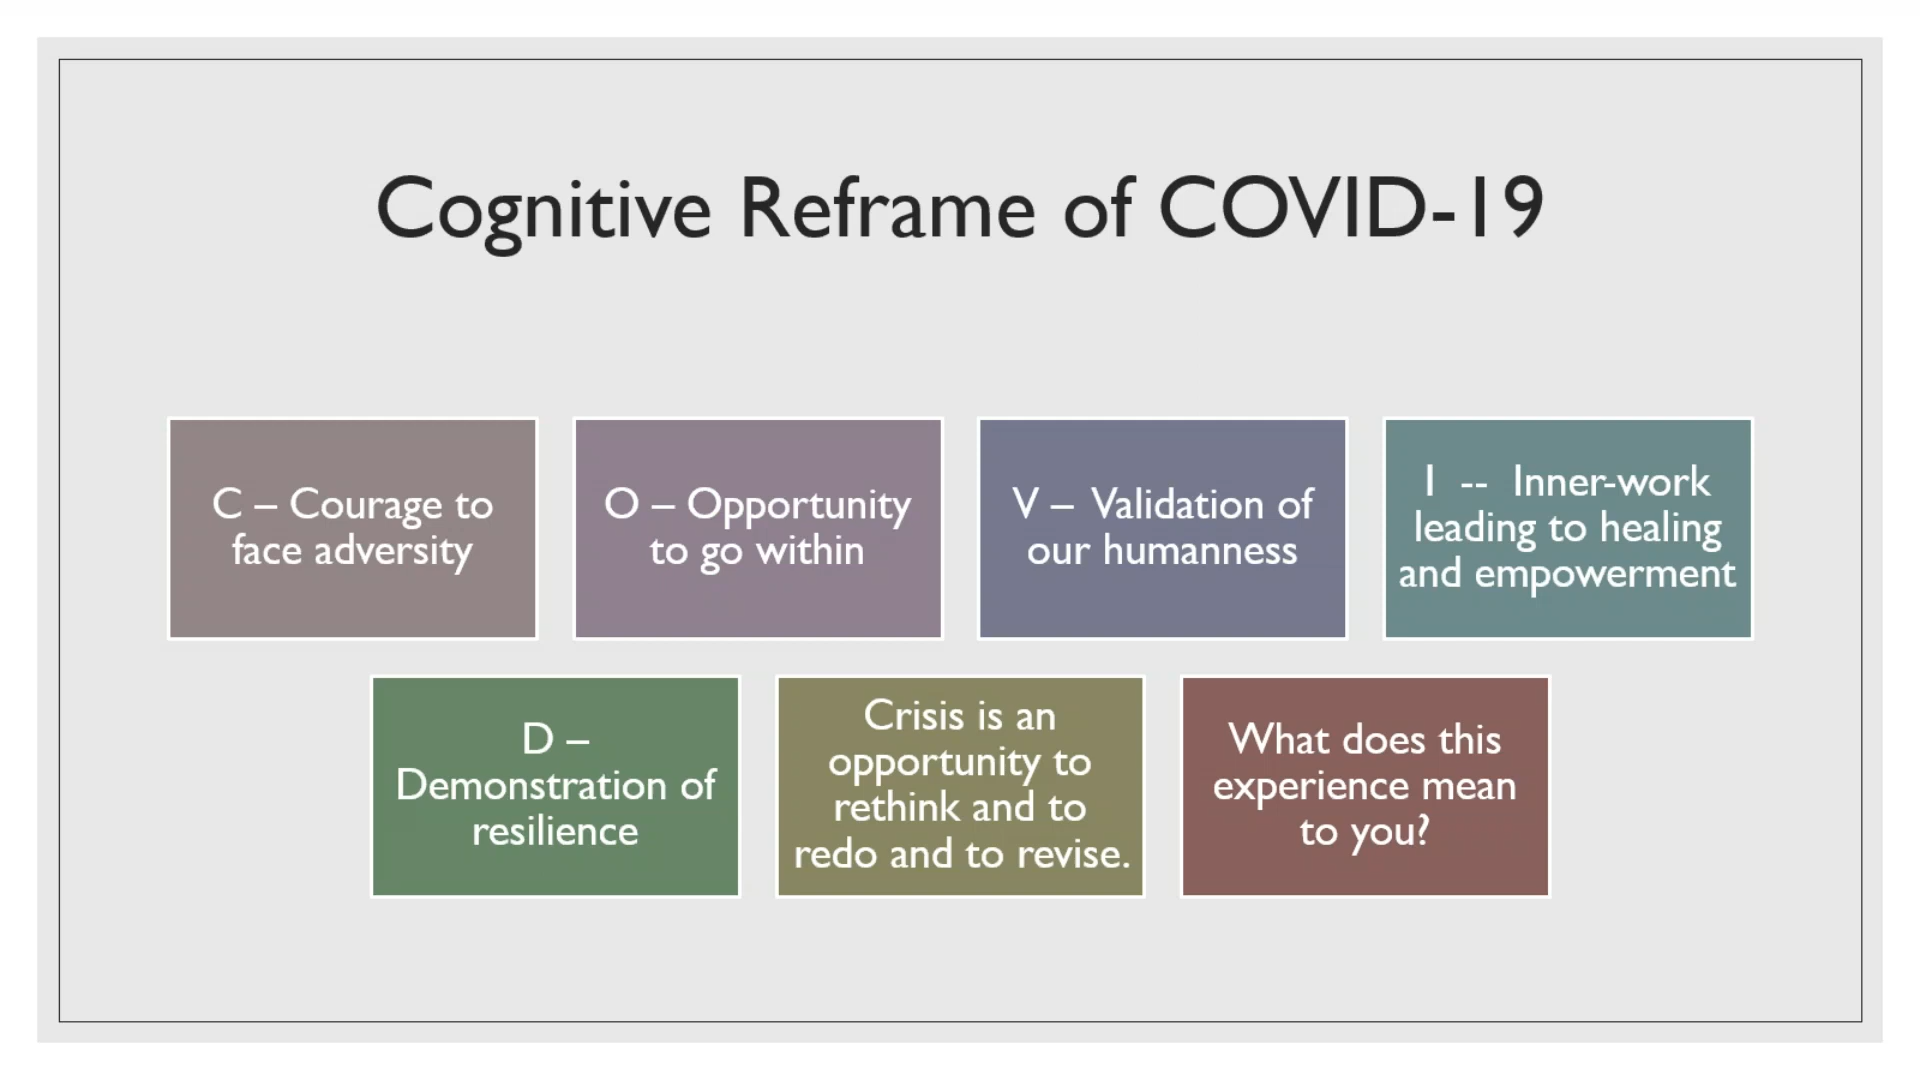 Cognitive Reframe of COVID-19
C – Courage to
face adversity
O – Opportunity
to go within
V – Validation of
our humanness
I -- Inner-work
leading to healing
and empowerment
D –
Demonstration of
resilience
Crisis is an
opportunity to
rethink and to
redo and to revise.
What does this
experience mean
to you?